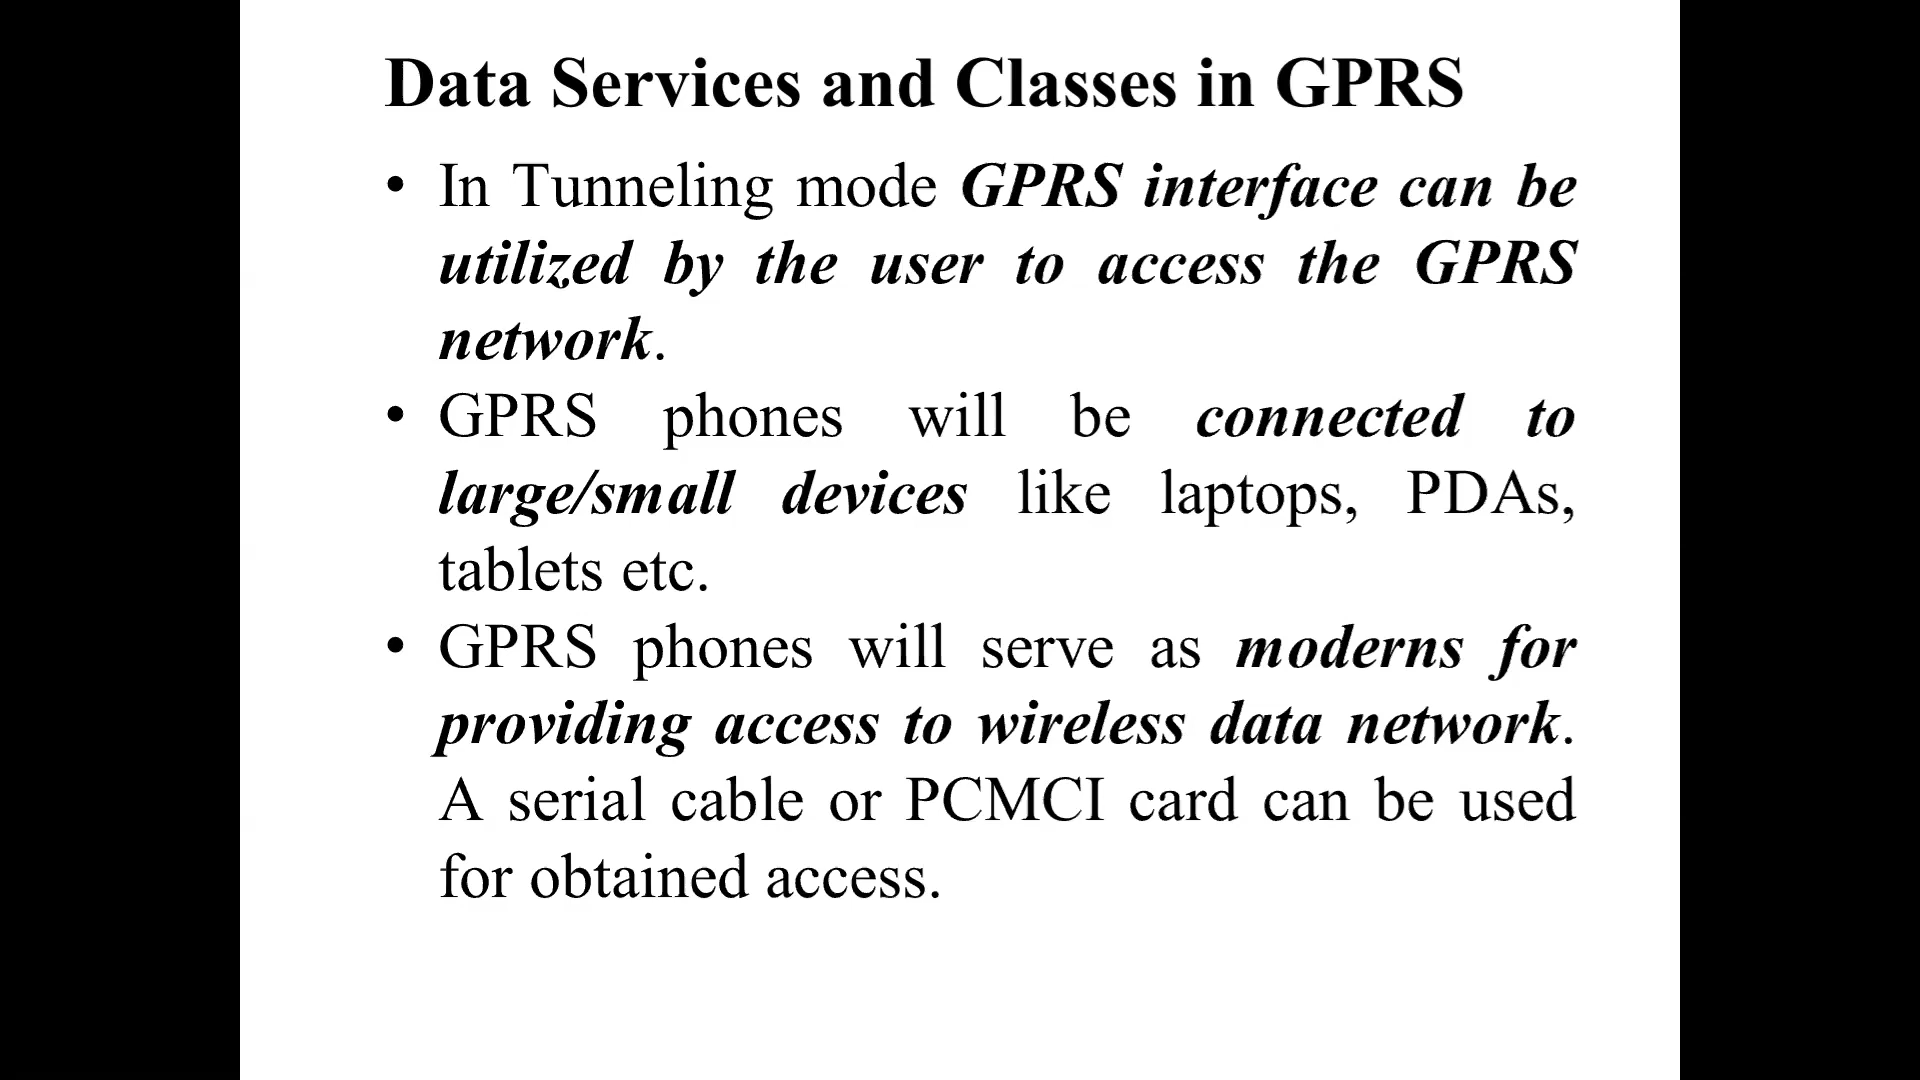 Data Services and Classes in GPRS
• In Tunneling mode GPRS interface can be
utilized by the user to access the GPRS
network.
• GPRS phones will be connected to
large/small devices like laptops, PDAs,
tablets etc.
• GPRS phones will serve as moderns for
providing access to wireless data network.
A serial cable or PCMCI card can be used
for obtained access.